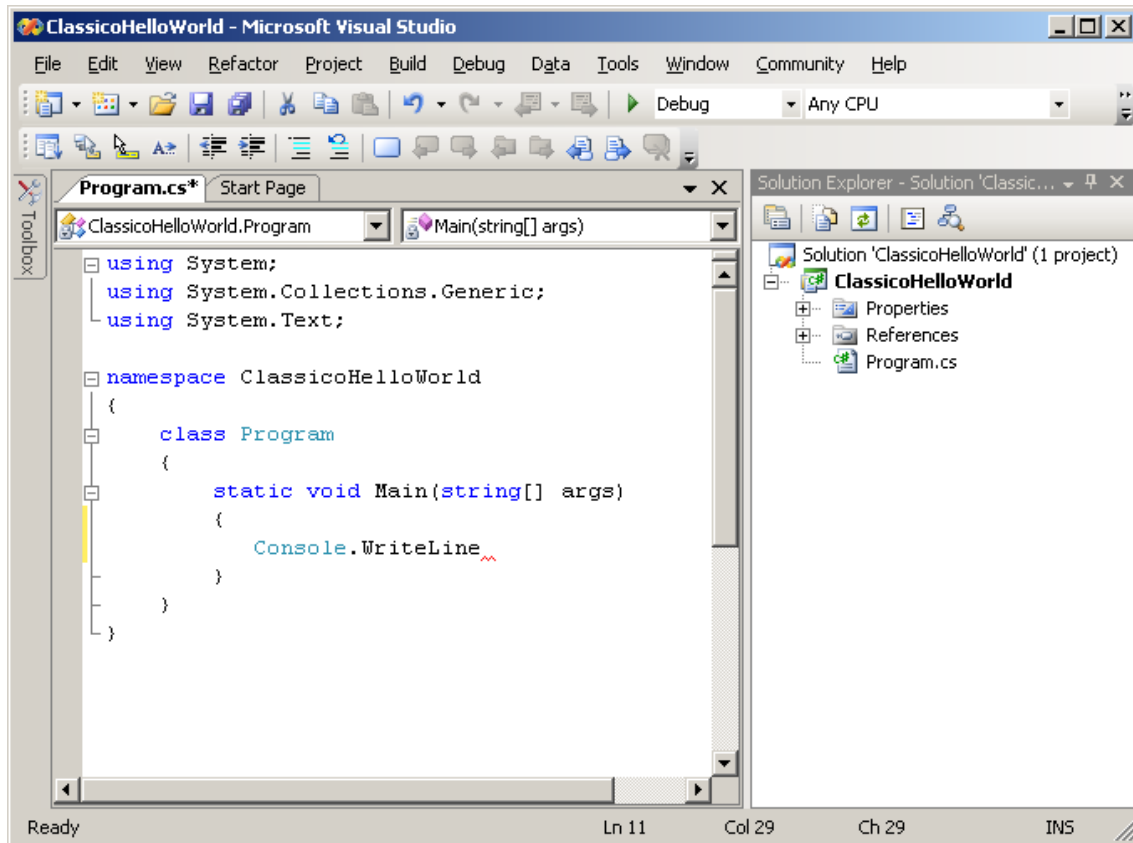 ClassicoHelloWorld - Microsoft Visual Studio
File Edit View Refactor Project Build Debug Data Tools Window Community Help
Debug Any CPU
Toolbox
Program.cs* Start Page
ClassicoHelloWorld.Program Main(string[] args)
using System;
using System.Collections.Generic;
using System.Text;
namespace ClassicoHelloWorld
{
class Program
{
static void Main(string[] args)
{
Console.WriteLine
}
}
}
Solution Explorer - Solution 'Classic...
Solution 'ClassicoHelloWorld' (1 project)
ClassicoHelloWorld
Properties
References
Program.cs
Ready Ln 11 Col 29 Ch 29 INS